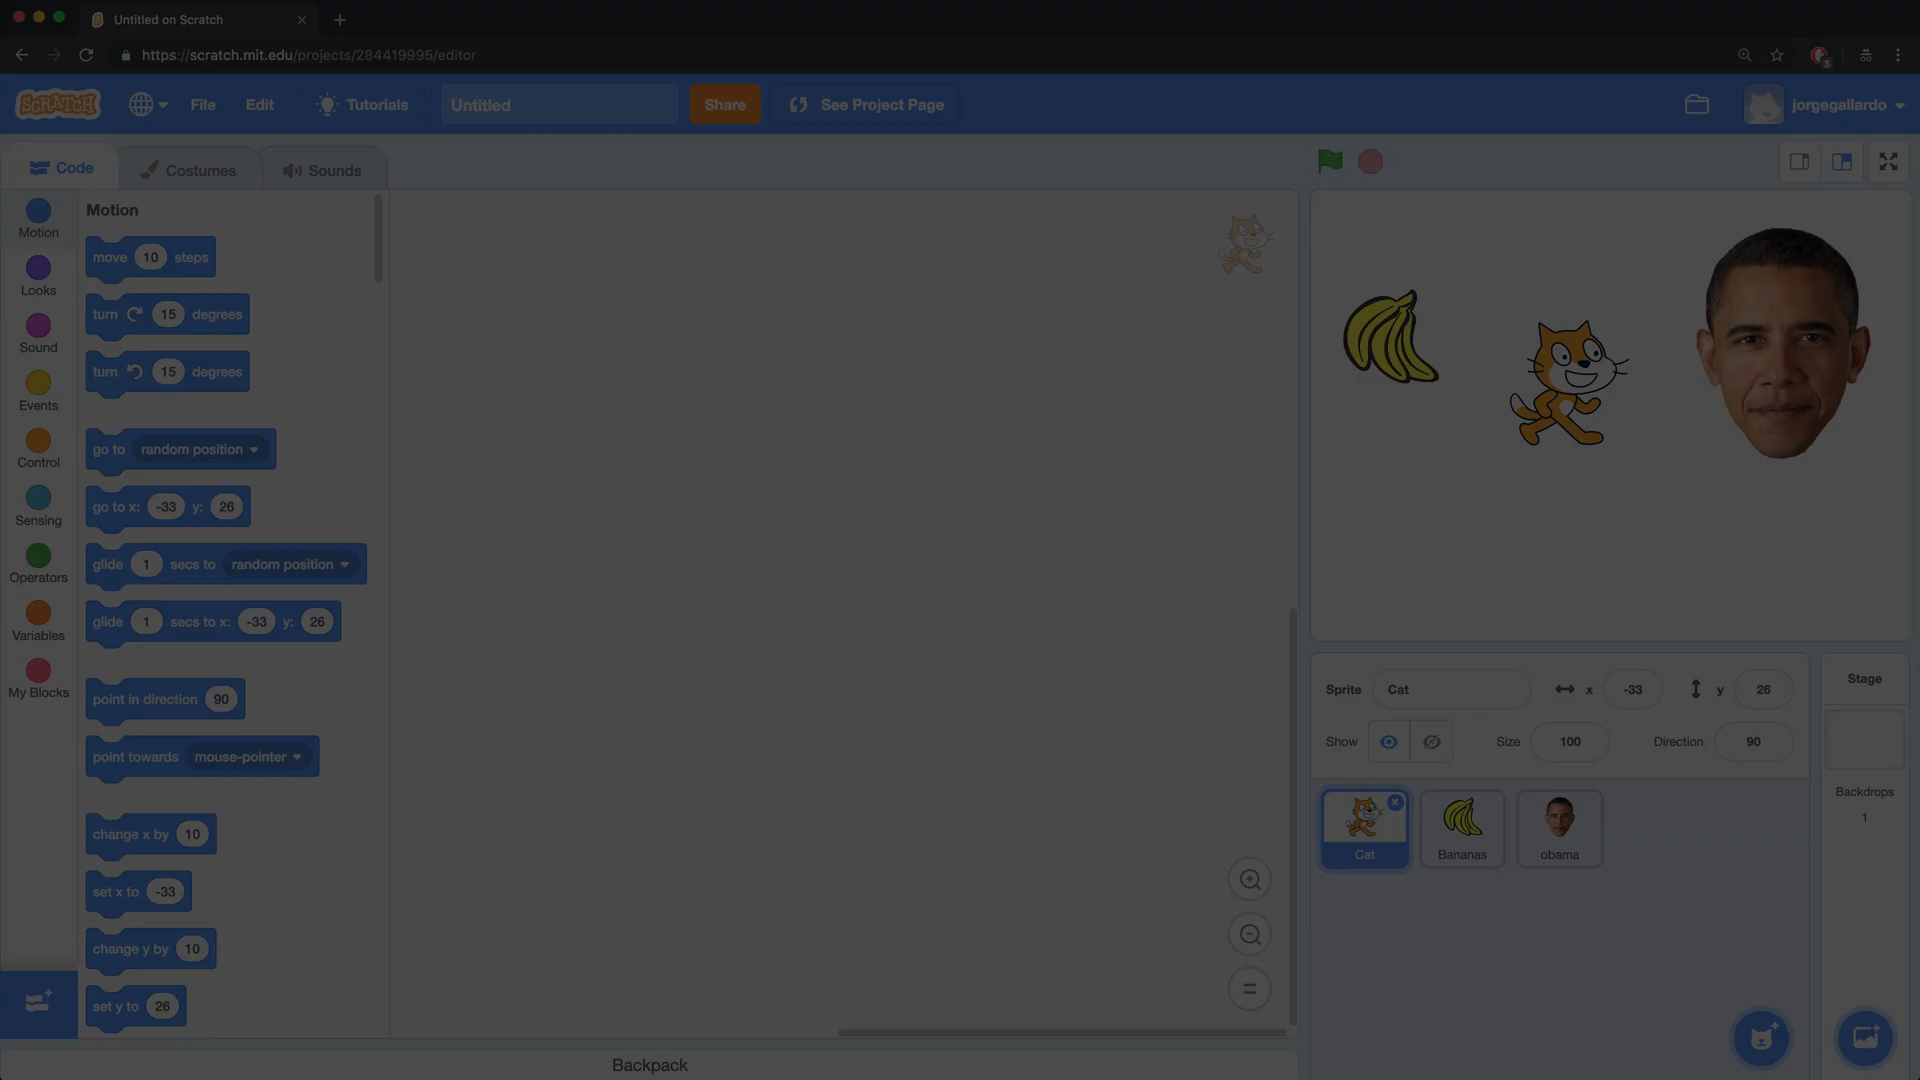 Untitled on Scratch
https://scratch.mit.edu/projects/284419995/editor
3
SCRATCH
File
Edit
Tutorials
Untitled
Share
See Project Page
jorgegallardo
Code
Costumes
Sounds
Motion
Looks
Sound
Events
Control
Sensing
Operators
Variables
My Blocks
Motion
move 10 steps
turn 15 degrees
turn 15 degrees
go to random position
go to x: -33 y: 26
glide 1 secs to random position
glide 1 secs to x: -33 y: 26
point in direction 90
point towards mouse-pointer
change x by 10
set x to -33
change y by 10
set y to 26
Backpack
Sprite Cat x -33 y 26
Show Size 100 Direction 90
Cat
Bananas
obama
Stage
Backdrops
1